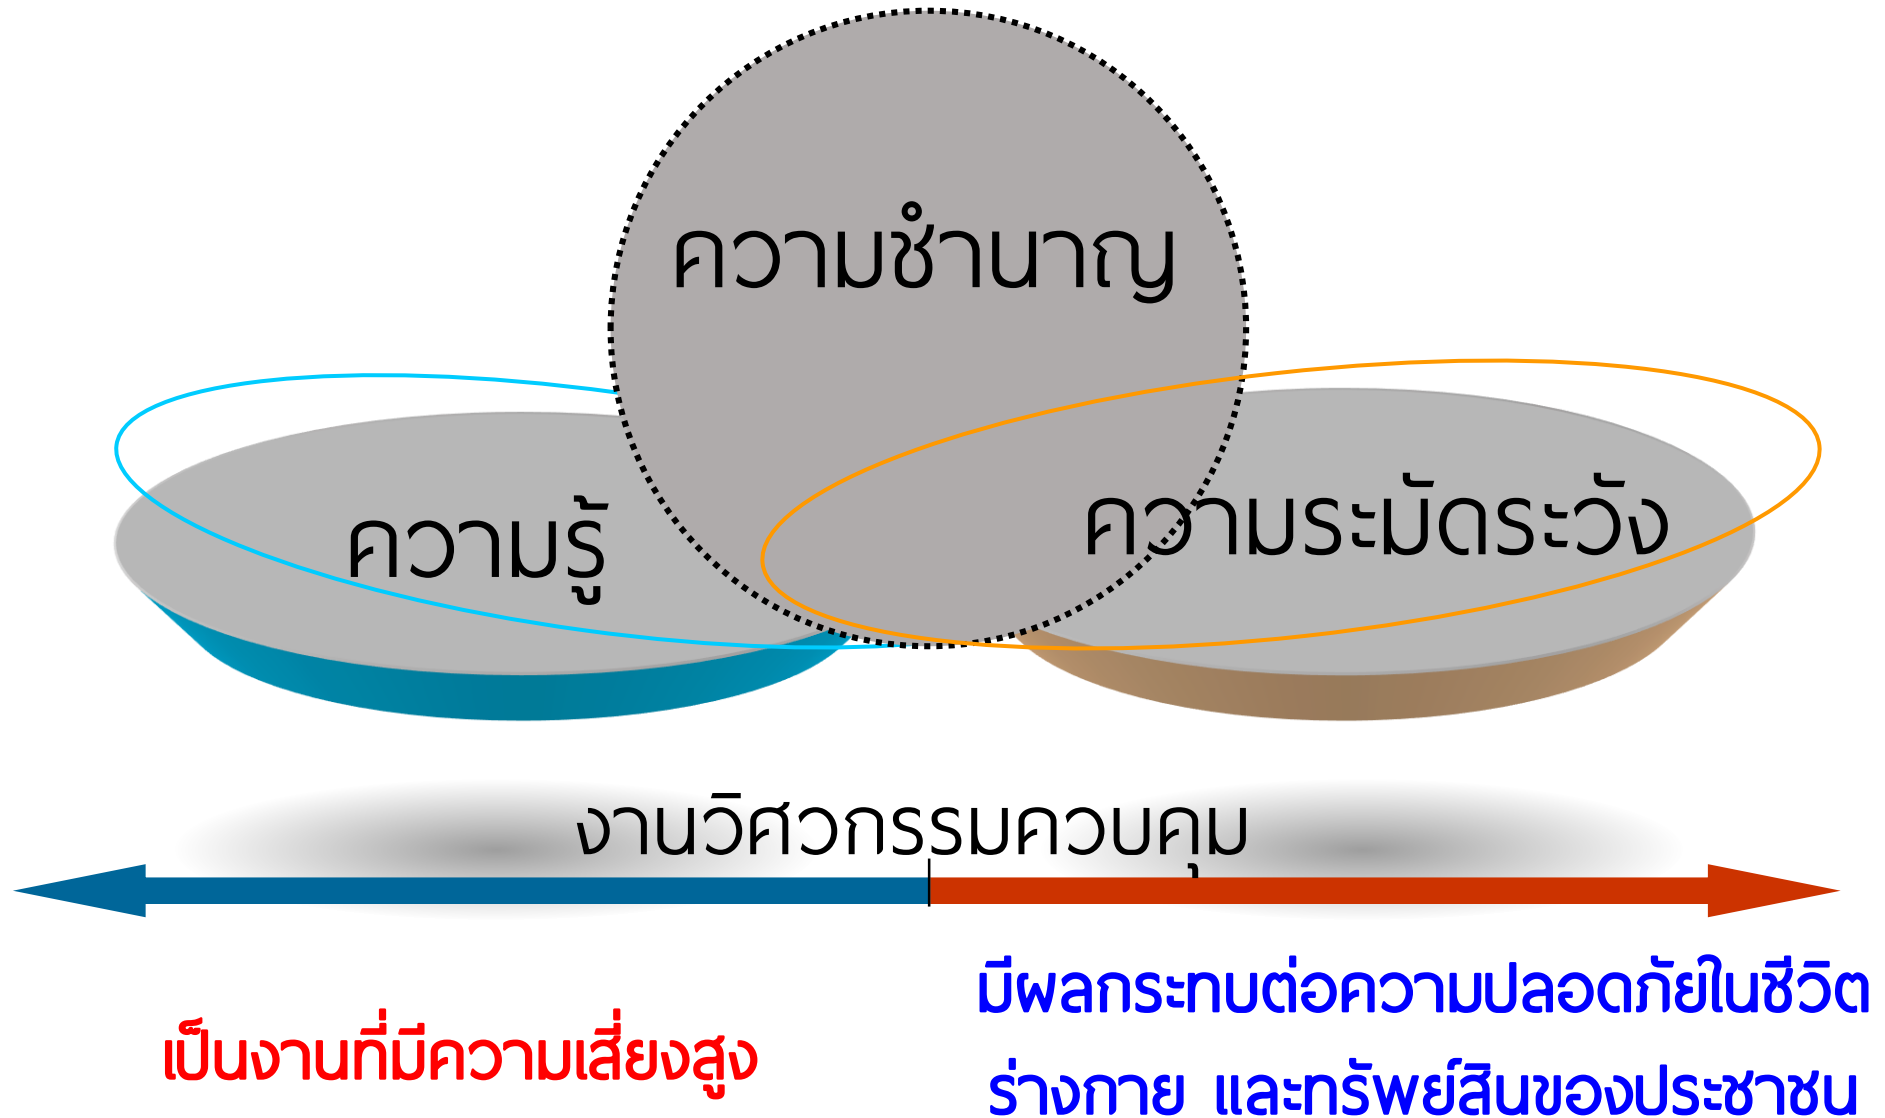 ความชำนาญ
ความรู้
ความระมัดระวัง
งานวิศวกรรมควบคุม
เป็นงานที่มีความเสี่ยงสูง
มีผลกระทบต่อความปลอดภัยในชีวิต
ร่างกาย และทรัพย์สินของประชาชน